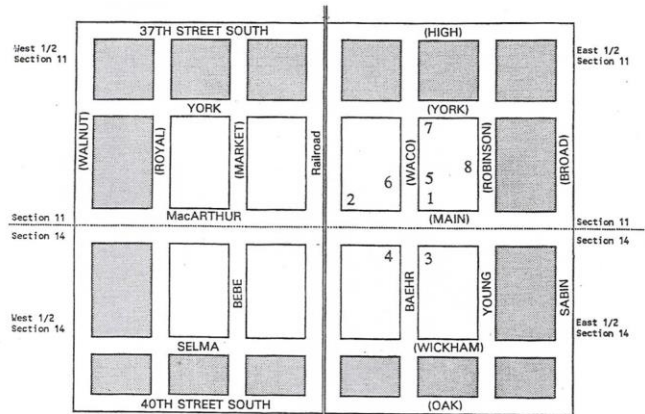 37TH STREET SOUTH
(HIGH)
West 1/2
Section 11
East 1/2
Section 11
YORK
(YORK)
(WALNUT)
(ROYAL)
(MARKET)
Railroad
(WACO)
(ROBINSON)
(BROAD)
7
8
6
5
2
1
Section 11
MacARTHUR
(MAIN)
Section 11
Section 14
Section 14
4
3
BEBE
BAEHR
YOUNG
SABIN
West 1/2
Section 14
East 1/2
Section 14
SELMA
(WICKHAM)
40TH STREET SOUTH
(OAK)